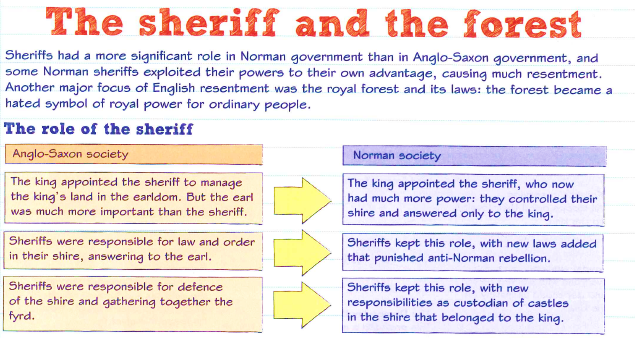 The sheriff and the forest
Sheriffs had a more significant role in Norman government than in Anglo-Saxon government, and
some Norman sheriffs exploited their powers to their own advantage, causing much resentment.
Another major focus of English resentment was the royal forest and its laws: the forest became a
hated symbol of royal power for ordinary people.
The role of the sheriff
Anglo-Saxon society
Norman society
The king appointed the sheriff to manage
the king's land in the earldom. But the earl
was much more important than the sheriff.
The king appointed the sheriff, who now
had much more power: they controlled their
shire and answered only to the king.
Sheriffs were responsible for law and order
in their shire, answering to the earl.
Sheriffs kept this role, with new laws added
that punished anti-Norman rebellion.
Sheriffs were responsible for defence
of the shire and gathering together the
fyrd.
Sheriffs kept this role, with new
responsibilities as custodian of castles
in the shire that belonged to the king.